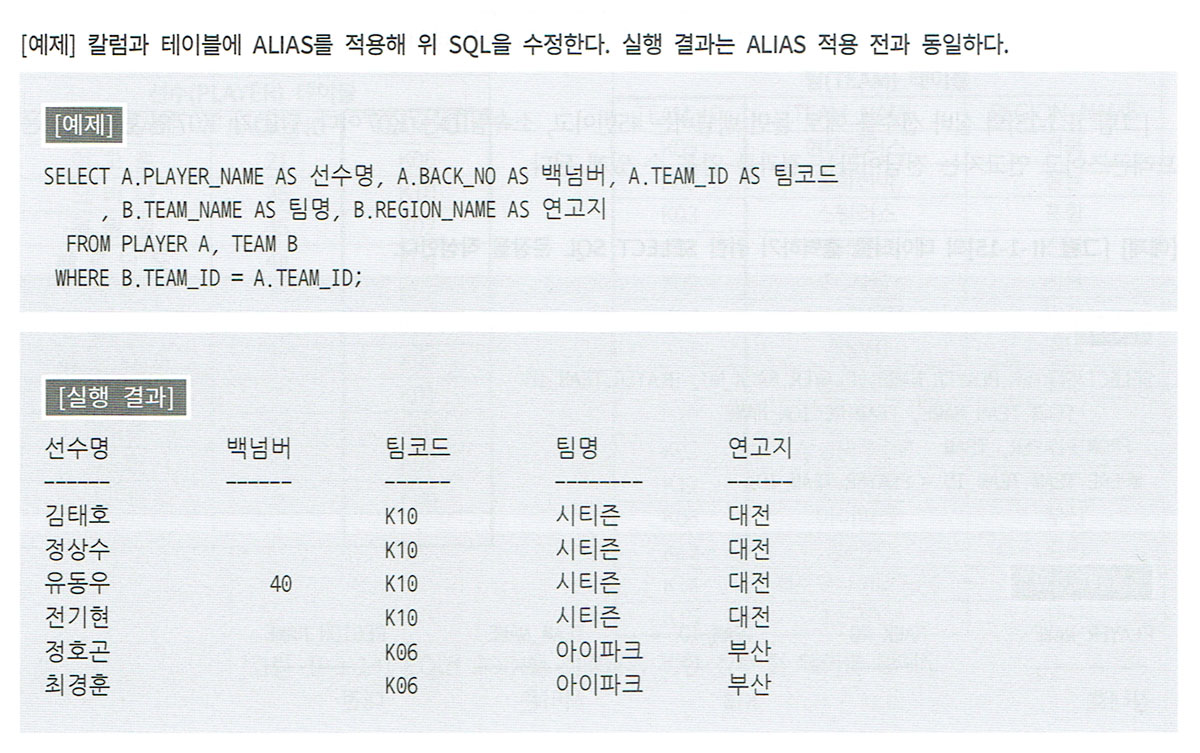 [예제] 칼럼과 테이블에 ALIAS를 적용해 위 SQL을 수정한다. 실행 결과는 ALIAS 적용 전과 동일하다.
[예제]
SELECT A.PLAYER_NAME AS 선수명, A.BACK_NO AS 백넘버, A.TEAM_ID AS 팀코드
, B.TEAM_NAME AS 팀명, B.REGION_NAME AS 연고지
FROM PLAYER A, TEAM B
WHERE B.TEAM_ID = A.TEAM_ID;
[실행 결과]
선수명 백넘버 팀코드 팀명 연고지
------ ------ ------ -------- ------
김태호 K10 시티즌 대전
정상수 K10 시티즌 대전
유동우 40 K10 시티즌 대전
전기현 K10 시티즌 대전
정호곤 K06 아이파크 부산
최경훈 K06 아이파크 부산